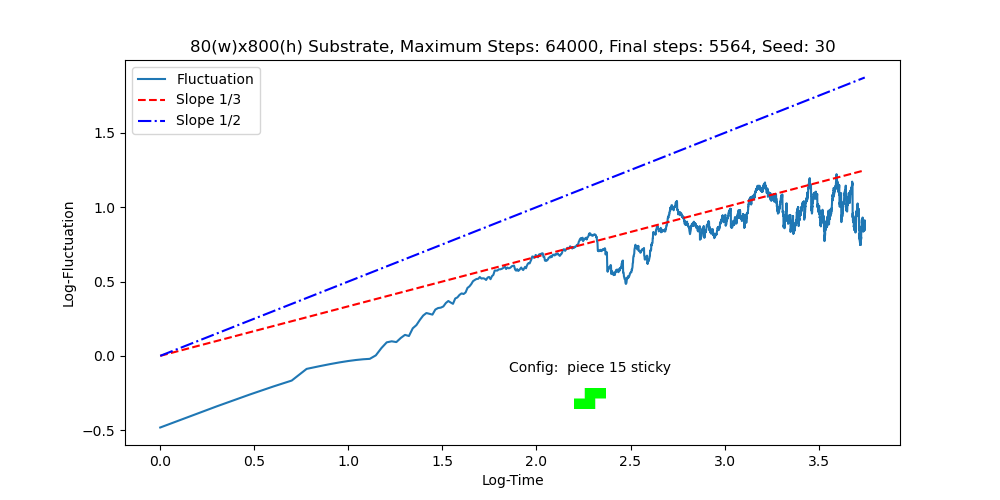 80(w)x800(h) Substrate, Maximum Steps: 64000, Final steps: 5564, Seed: 30
Fluctuation
Slope 1/3
Slope 1/2
Log-Fluctuation
1.5
1.0
0.5
0.0
−0.5
Config:  piece 15 sticky
0.0 0.5 1.0 1.5 2.0 2.5 3.0 3.5
Log-Time